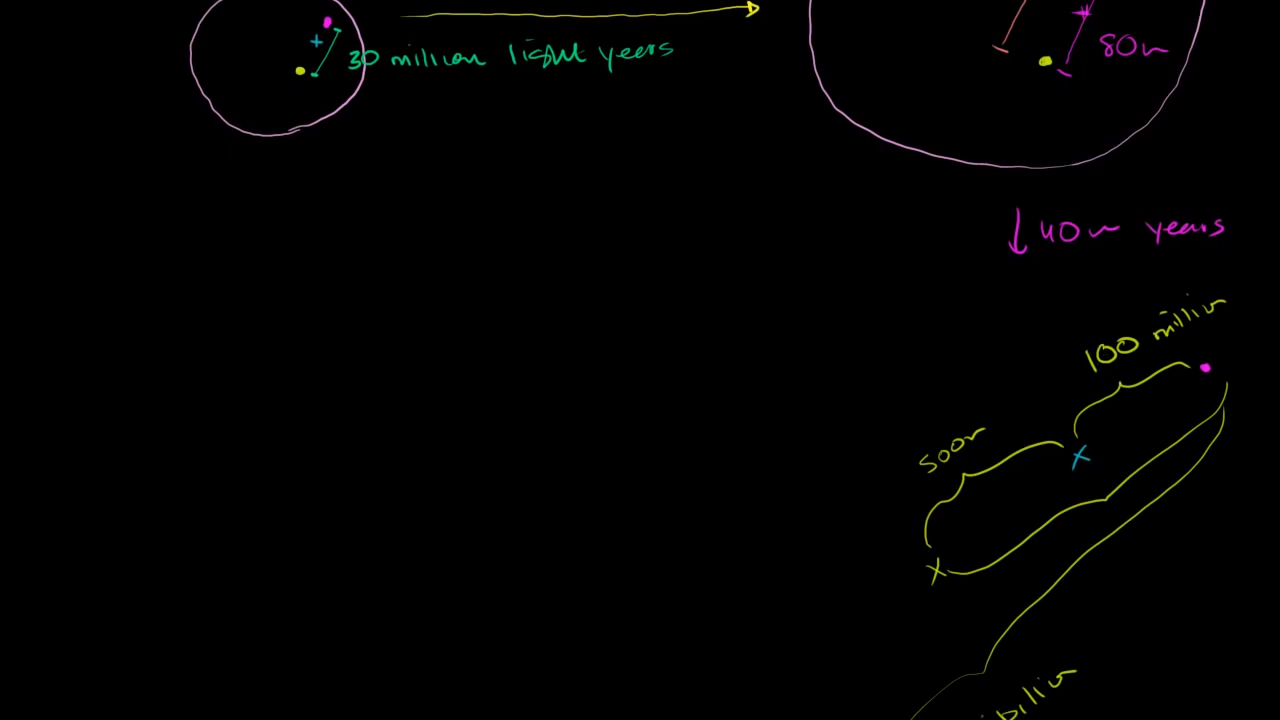 30 million light years
80m
40m years
100 million
500m
billion